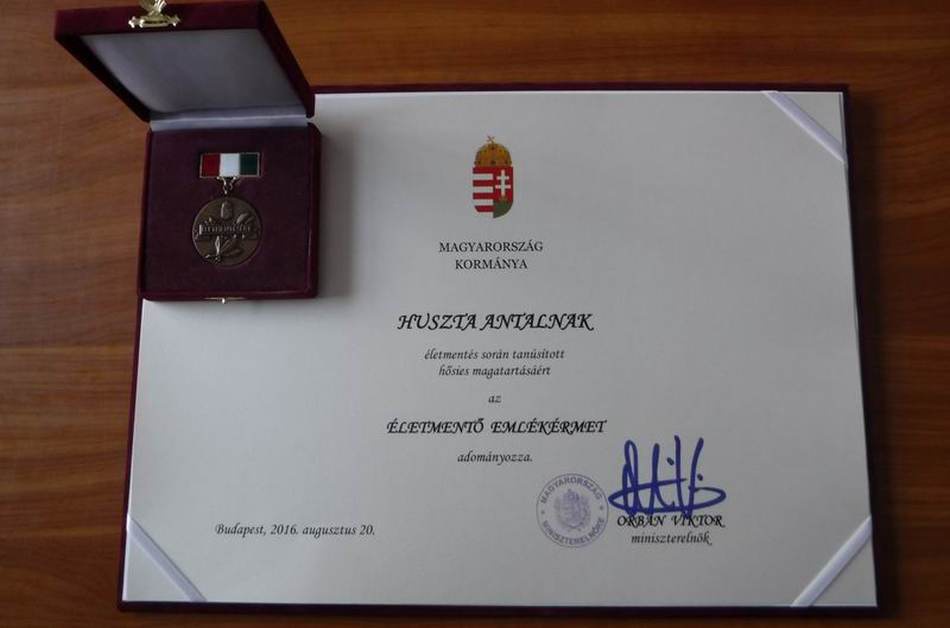 MAGYARORSZÁG
KORMÁNYA
HUSZTA ANTALNAK
életmentés során tanúsított
hősies magatartásáért
az
ÉLETMENTŐ EMLÉKÉRMET
adományozza.
Budapest, 2016. augusztus 20.
MAGYARORSZÁG MINISZTERELNÖKE
ORBÁN VIKTOR
miniszterelnök